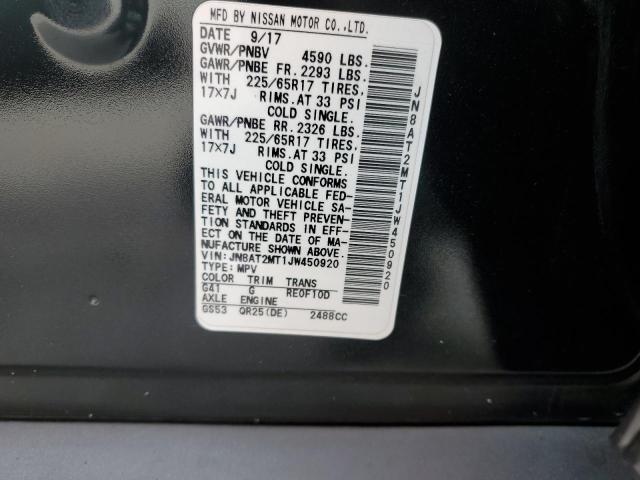 MFD BY NISSAN MOTOR CO.,LTD.
DATE 9/17
GVWR/PNBV 4590 LBS.
GAWR/PNBE FR. 2293 LBS.
WITH 225/65R17 TIRES.
17X7J RIMS.AT 33 PSI
COLD SINGLE.
GAWR/PNBE RR. 2326 LBS.
WITH 225/65R17 TIRES.
17X7J RIMS.AT 33 PSI
COLD SINGLE.
THIS VEHICLE CONFORMS
TO ALL APPLICABLE FED-
ERAL MOTOR VEHICLE SA-
FETY AND THEFT PREVEN-
TION STANDARDS IN EFF-
ECT ON THE DATE OF MA-
NUFACTURE SHOWN ABOVE.
VIN: JN8AT2MT1JW450920
TYPE: MPV
COLOR TRIM TRANS
G41 G RE0F10D
AXLE ENGINE
GS53 QR25(DE) 2488CC
JN8AT2MT1JW450920